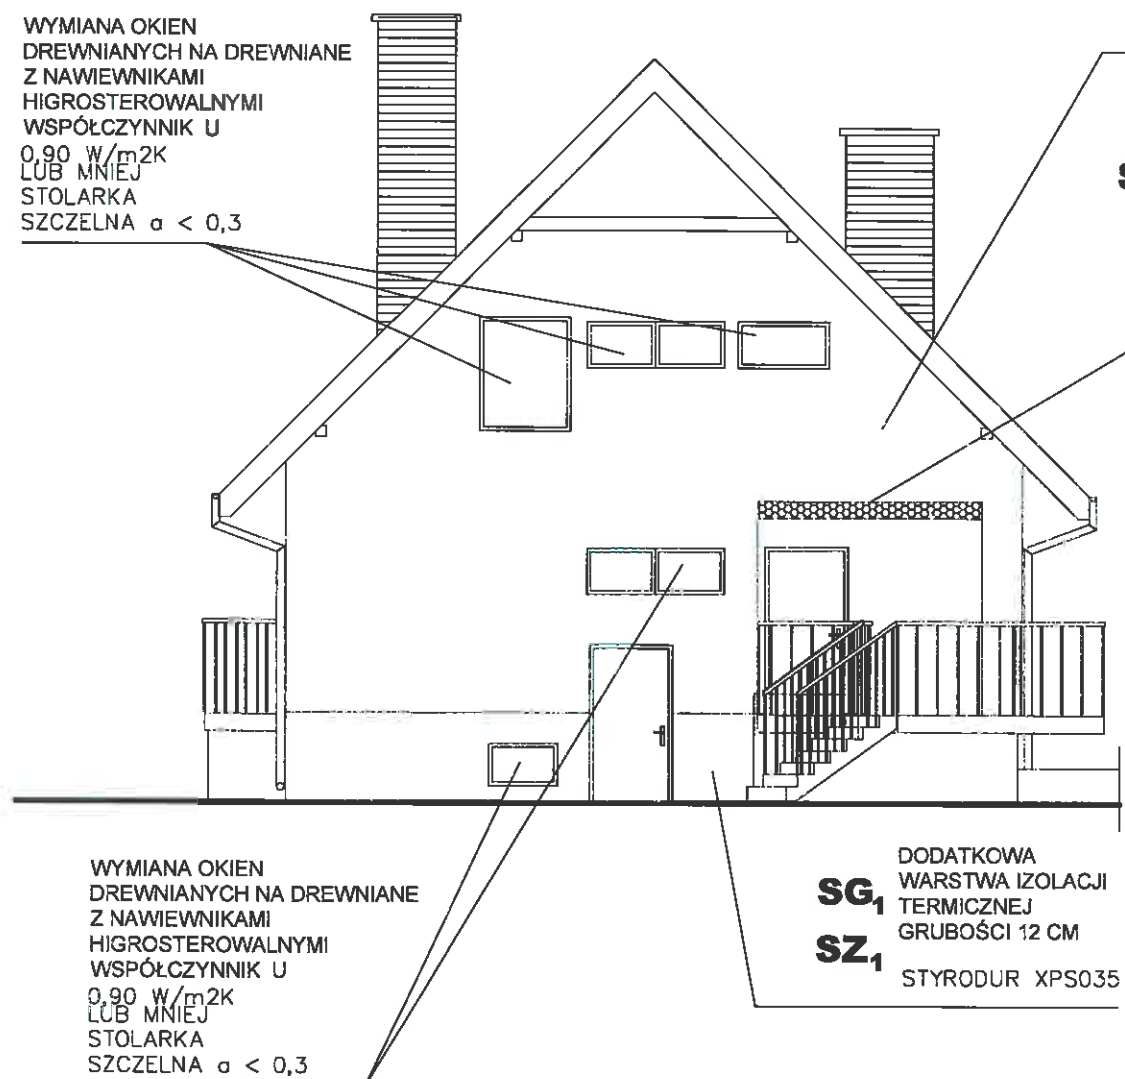 WYMIANA OKIEN
DREWNIANYCH NA DREWNIANE
Z NAWIEWNIKAMI
HIGROSTEROWALNYMI
WSPÓŁCZYNNIK U
0,90 W/m2K
LUB MNIEJ
STOLARKA
SZCZELNA a < 0,3
S
WYMIANA OKIEN
DREWNIANYCH NA DREWNIANE
Z NAWIEWNIKAMI
HIGROSTEROWALNYMI
WSPÓŁCZYNNIK U
0,90 W/m2K
LUB MNIEJ
STOLARKA
SZCZELNA a < 0,3
SG₁
SZ₁
DODATKOWA
WARSTWA IZOLACJI
TERMICZNEJ
GRUBOŚCI 12 CM
STYRODUR XPS035